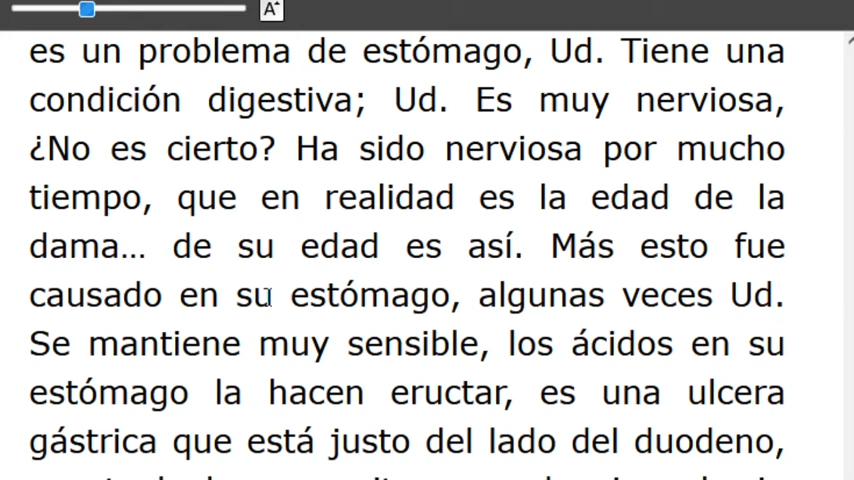 A
es un problema de estómago, Ud. Tiene una
condición digestiva; Ud. Es muy nerviosa,
¿No es cierto? Ha sido nerviosa por mucho
tiempo, que en realidad es la edad de la
dama... de su edad es así. Más esto fue
causado en su estómago, algunas veces Ud.
Se mantiene muy sensible, los ácidos en su
estómago la hacen eructar, es una ulcera
gástrica que está justo del lado del duodeno,